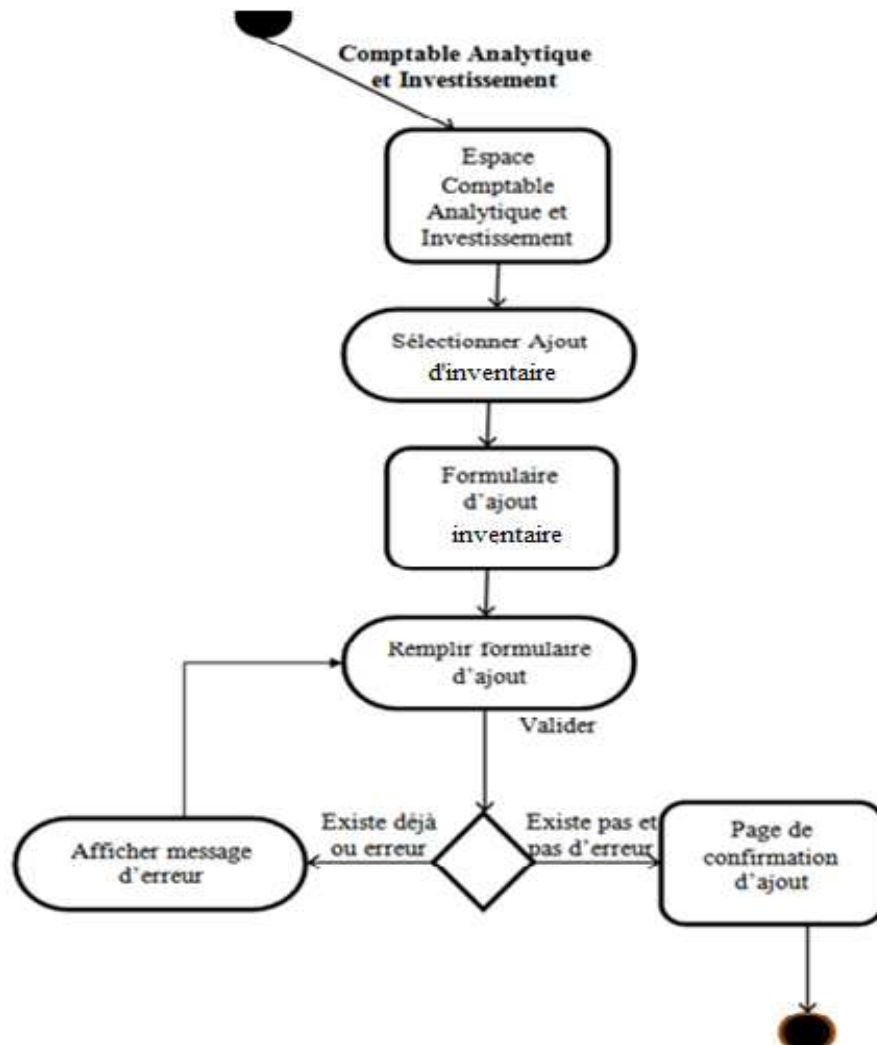 Comptable Analytique
et Investissement
Espace
Comptable
Analytique et
Investissement
Sélectionner Ajout
d'inventaire
Formulaire
d’ajout
inventaire
Remplir formulaire
d’ajout
Valider
Existe déjà
ou erreur
Existe pas et
pas d’erreur
Afficher message
d’erreur
Page de
confirmation
d’ajout